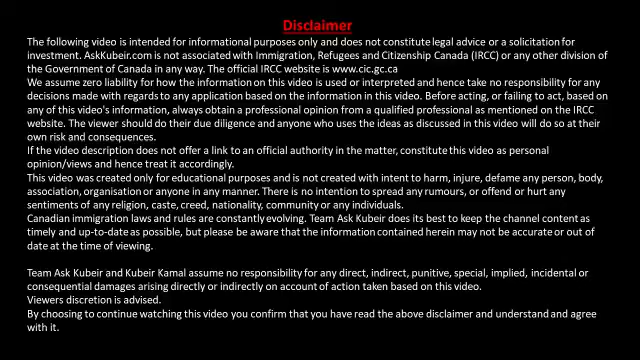 Disclaimer
The following video is intended for informational purposes only and does not constitute legal advice or a solicitation for
investment. AskKubeir.com is not associated with Immigration, Refugees and Citizenship Canada (IRCC) or any other division of
the Government of Canada in any way. The official IRCC website is www.cic.gc.ca
We assume zero liability for how the information on this video is used or interpreted and hence take no responsibility for any
decisions made with regards to any application based on the information in this video. Before acting, or failing to act, based on
any of this video's information, always obtain a professional opinion from a qualified professional as mentioned on the IRCC
website. The viewer should do their due diligence and anyone who uses the ideas as discussed in this video will do so at their
own risk and consequences.
If the video description does not offer a link to an official authority in the matter, constitute this video as personal
opinion/views and hence treat it accordingly.
This video was created only for educational purposes and is not created with intent to harm, injure, defame any person, body,
association, organisation or anyone in any manner. There is no intention to spread any rumours, or offend or hurt any
sentiments of any religion, caste, creed, nationality, community or any individuals.
Canadian immigration laws and rules are constantly evolving. Team Ask Kubeir does its best to keep the channel content as
timely and up-to-date as possible, but please be aware that the information contained herein may not be accurate or out of
date at the time of viewing.
Team Ask Kubeir and Kubeir Kamal assume no responsibility for any direct, indirect, punitive, special, implied, incidental or
consequential damages arising directly or indirectly on account of action taken based on this video.
Viewers discretion is advised.
By choosing to continue watching this video you confirm that you have read the above disclaimer and understand and agree
with it.